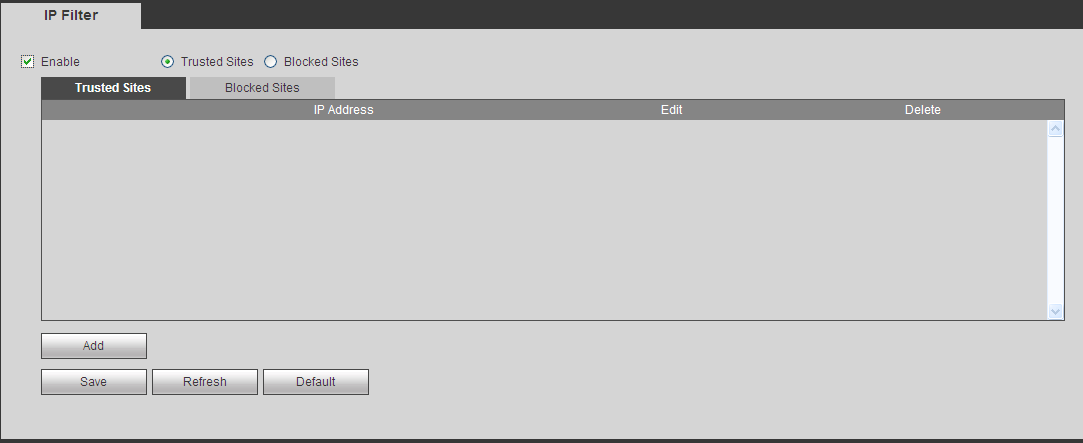 IP Filter
Enable Trusted Sites Blocked Sites
Trusted Sites Blocked Sites
IP Address Edit Delete
Add
Save Refresh Default